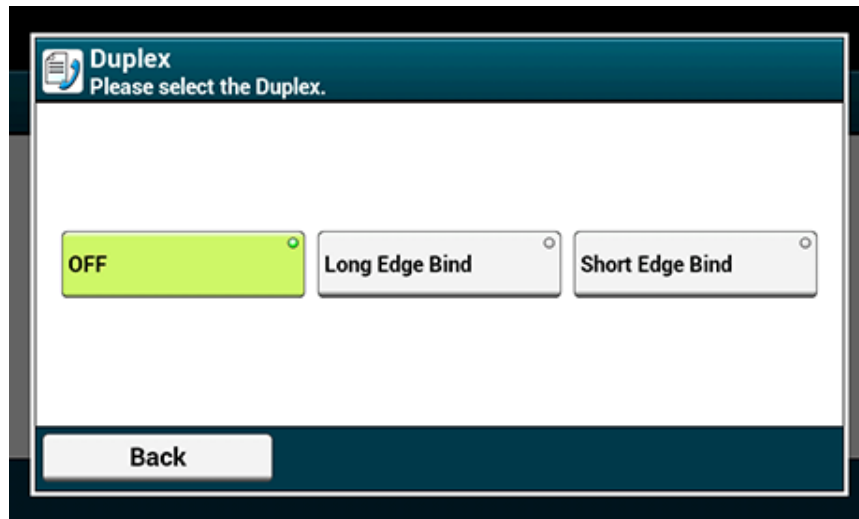 Duplex
Please select the Duplex.
OFF
Long Edge Bind
Short Edge Bind
Back